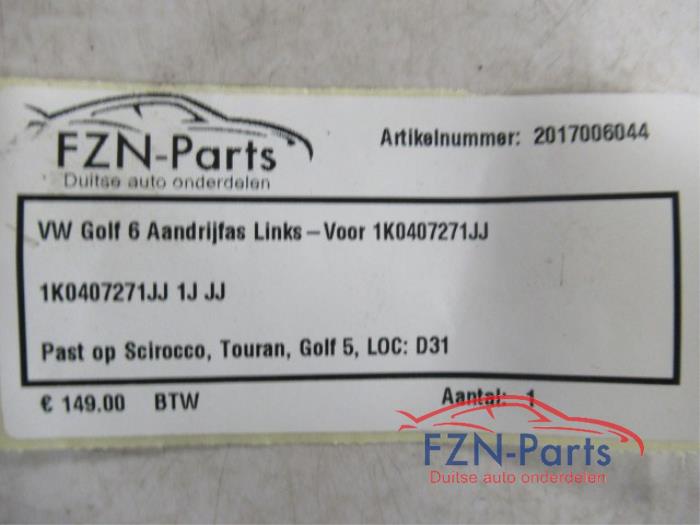 FZN-Parts
Duitse auto onderdelen
Artikelnummer: 2017006044
VW Golf 6 Aandrijfas Links-Voor 1K0407271JJ
1K0407271JJ 1J JJ
Past op Scirocco, Touran, Golf 5, LOC: D31
€ 149.00 BTW
Aantal: 1
FZN-Parts
Duitse auto onderdelen